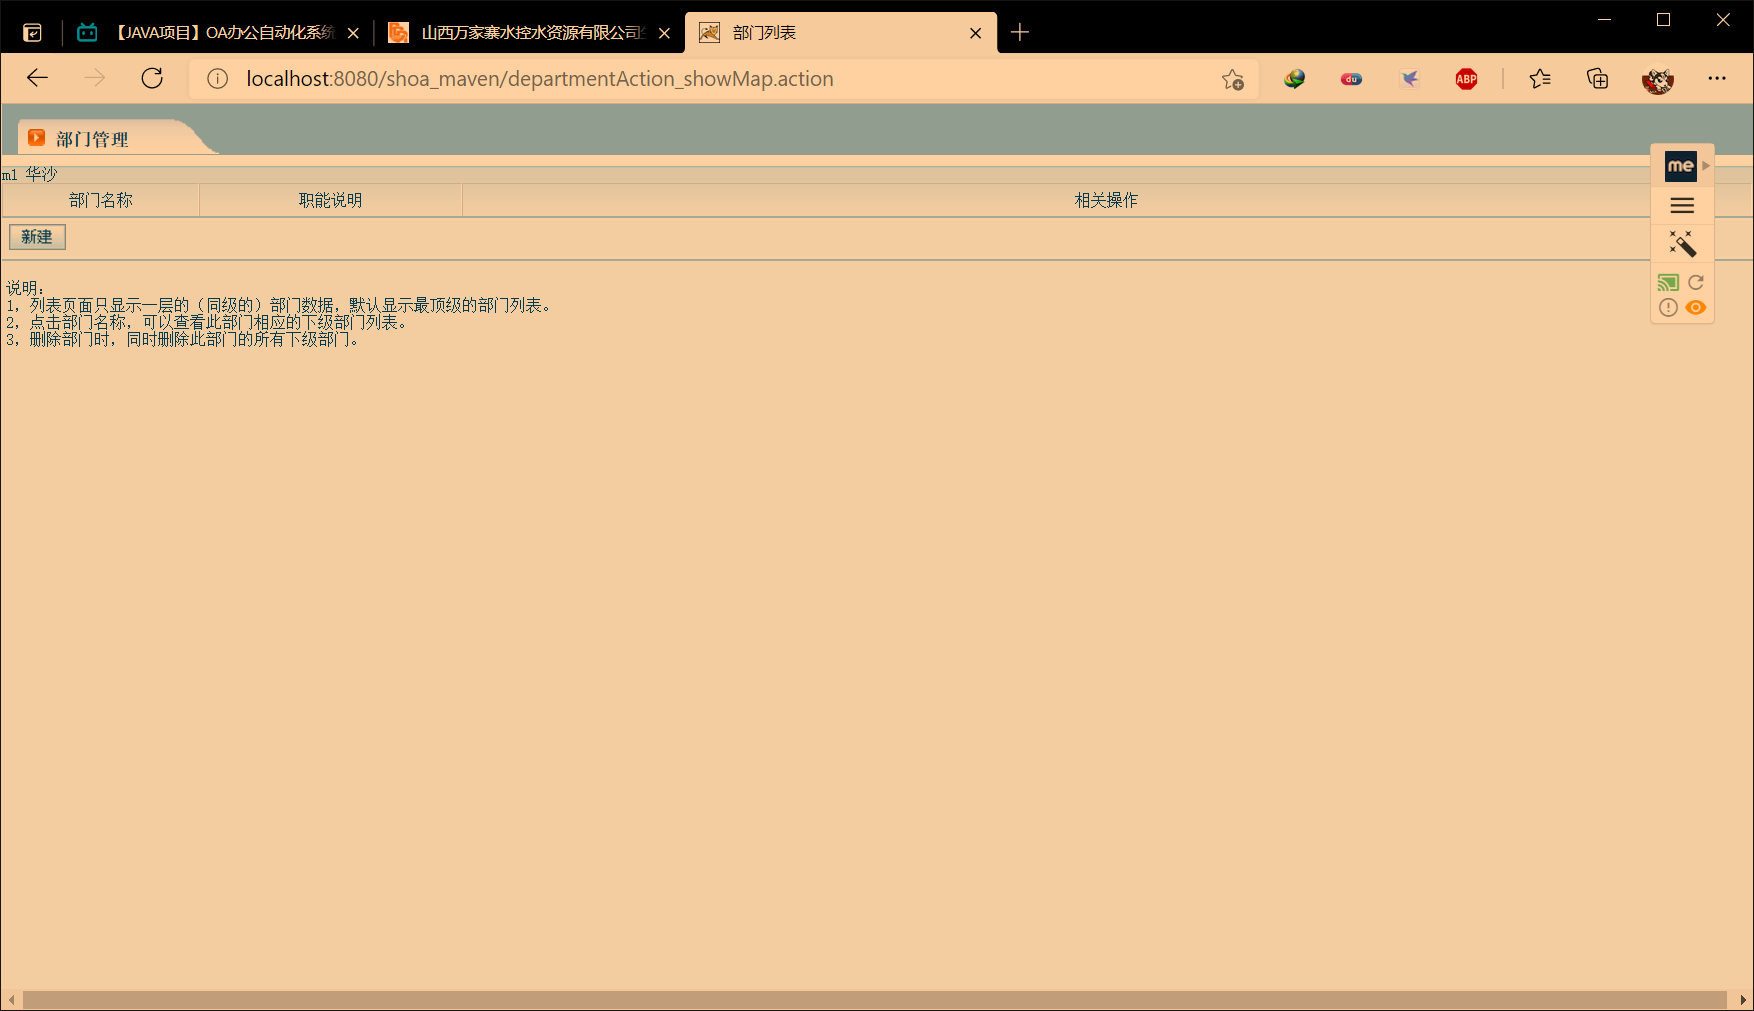 【JAVA项目】OA办公自动化系统
山西万家寨水控水资源有限公司
部门列表
localhost:8080/shoa_maven/departmentAction_showMap.action
du
ABP
部门管理
me
m1 华沙
部门名称 职能说明 相关操作
新建
说明:
1, 列表页面只显示一层的（同级的）部门数据，默认显示最顶级的部门列表。
2, 点击部门名称，可以查看此部门相应的下级部门列表。
3, 删除部门时，同时删除此部门的所有下级部门。